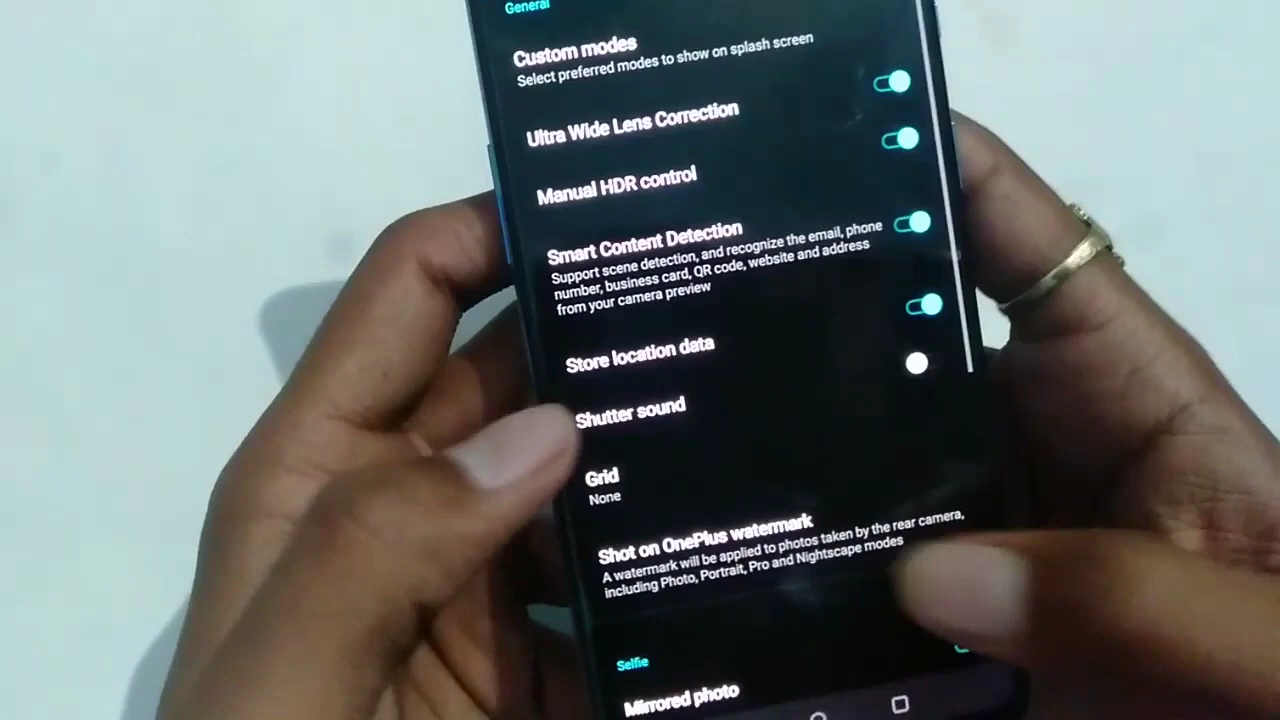 General
Custom modes
Select preferred modes to show on splash screen
Ultra Wide Lens Correction
Manual HDR control
Smart Content Detection
Support scene detection, and recognize the email, phone
number, business card, QR code, website and address
from your camera preview
Store location data
Shutter sound
Grid
None
Shot on OnePlus watermark
A watermark will be applied to photos taken by the rear camera,
including Photo, Portrait, Pro and Nightscape modes
Selfie
Mirrored photo